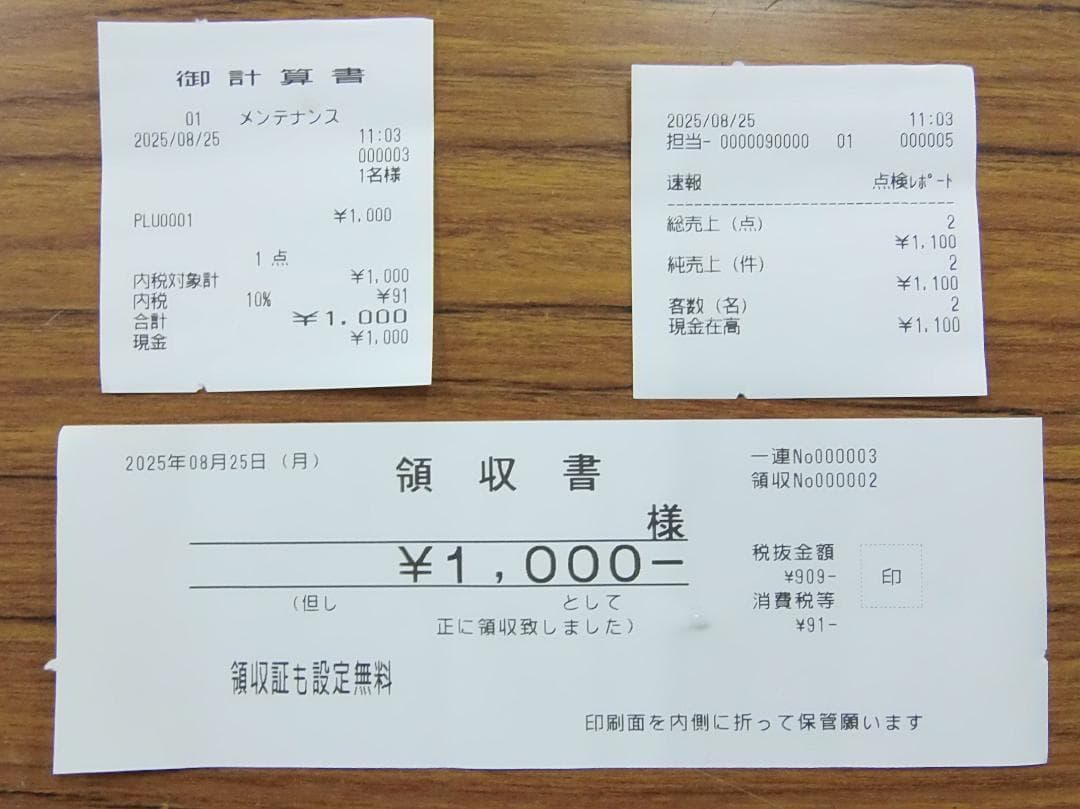 御計算書
01 メンテナンス
2025/08/25 11:03
000003
1名様
PLU0001 ¥1,000
1 点
内税対象計 ¥1,000
内税 10% ¥91
合計 ¥1,000
現金 ¥1,000
2025/08/25 11:03
担当- 0000090000 01 000005
速報 点検ﾚﾎﾟｰﾄ
総売上(点) 2
¥1,100
純売上(件) 2
¥1,100
客数(名) 2
現金在高 ¥1,100
2025年08月25日(月)
領収書
一連No000003
領収No000002
様
¥1,000-
(但し として
正に領収致しました)
税抜金額
¥909-
消費税等
¥91-
印
領収証も設定無料
印刷面を内側に折って保管願います